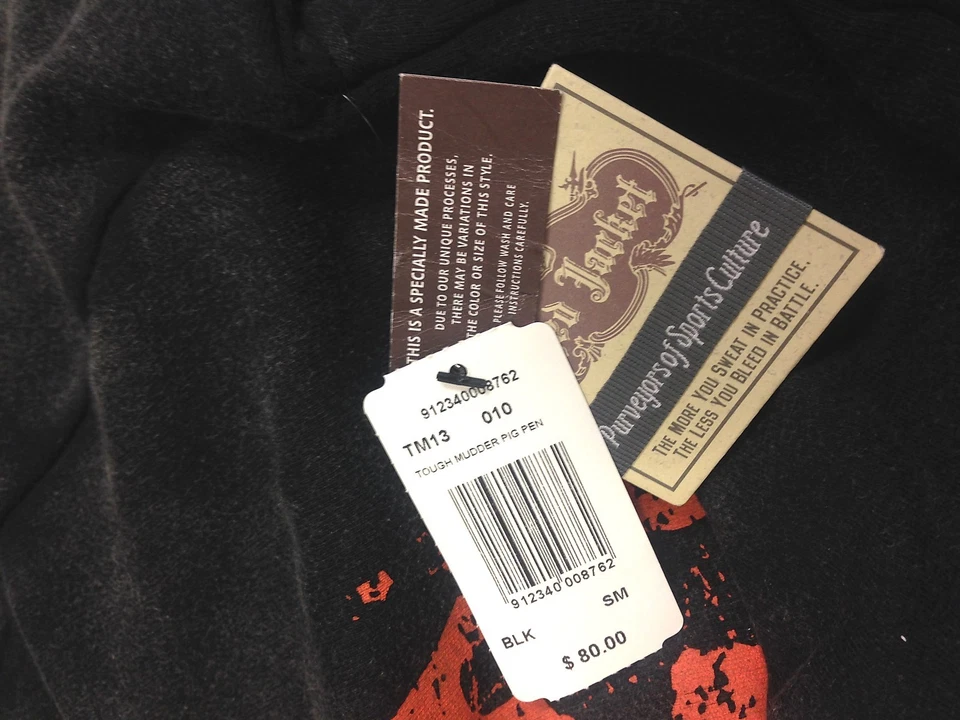 THIS IS A SPECIALLY MADE PRODUCT.
DUE TO OUR UNIQUE PROCESSES,
THERE MAY BE VARIATIONS IN
THE COLOR OR SIZE OF THIS STYLE.
PLEASE FOLLOW WASH AND CARE
INSTRUCTIONS CAREFULLY.
Jacket
Purveyors of Sports Culture
THE MORE YOU SWEAT IN PRACTICE.
THE LESS YOU BLEED IN BATTLE.
912340008762
TM13 010
TOUGH MUDDER PIG PEN
912340 008762
SM
BLK
$ 80.00